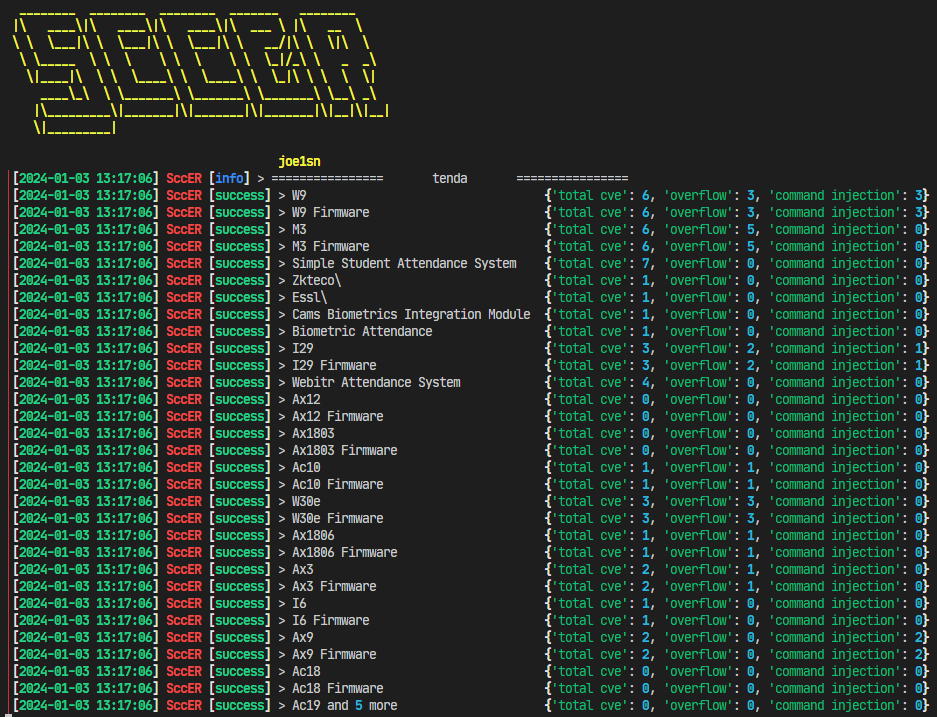 joe1sn
[2024-01-03 13:17:06] SccER [info] > ================ tenda ================
[2024-01-03 13:17:06] SccER [success] > W9 {'total cve': 6, 'overflow': 3, 'command injection': 3}
[2024-01-03 13:17:06] SccER [success] > W9 Firmware {'total cve': 6, 'overflow': 3, 'command injection': 3}
[2024-01-03 13:17:06] SccER [success] > M3 {'total cve': 6, 'overflow': 5, 'command injection': 0}
[2024-01-03 13:17:06] SccER [success] > M3 Firmware {'total cve': 6, 'overflow': 5, 'command injection': 0}
[2024-01-03 13:17:06] SccER [success] > Simple Student Attendance System {'total cve': 7, 'overflow': 0, 'command injection': 0}
[2024-01-03 13:17:06] SccER [success] > Zkteco\ {'total cve': 1, 'overflow': 0, 'command injection': 0}
[2024-01-03 13:17:06] SccER [success] > Essl\ {'total cve': 1, 'overflow': 0, 'command injection': 0}
[2024-01-03 13:17:06] SccER [success] > Cams Biometrics Integration Module {'total cve': 1, 'overflow': 0, 'command injection': 0}
[2024-01-03 13:17:06] SccER [success] > Biometric Attendance {'total cve': 1, 'overflow': 0, 'command injection': 0}
[2024-01-03 13:17:06] SccER [success] > I29 {'total cve': 3, 'overflow': 2, 'command injection': 1}
[2024-01-03 13:17:06] SccER [success] > I29 Firmware {'total cve': 3, 'overflow': 2, 'command injection': 1}
[2024-01-03 13:17:06] SccER [success] > Webitr Attendance System {'total cve': 4, 'overflow': 0, 'command injection': 0}
[2024-01-03 13:17:06] SccER [success] > Ax12 {'total cve': 0, 'overflow': 0, 'command injection': 0}
[2024-01-03 13:17:06] SccER [success] > Ax12 Firmware {'total cve': 0, 'overflow': 0, 'command injection': 0}
[2024-01-03 13:17:06] SccER [success] > Ax1803 {'total cve': 0, 'overflow': 0, 'command injection': 0}
[2024-01-03 13:17:06] SccER [success] > Ax1803 Firmware {'total cve': 0, 'overflow': 0, 'command injection': 0}
[2024-01-03 13:17:06] SccER [success] > Ac10 {'total cve': 1, 'overflow': 1, 'command injection': 0}
[2024-01-03 13:17:06] SccER [success] > Ac10 Firmware {'total cve': 1, 'overflow': 1, 'command injection': 0}
[2024-01-03 13:17:06] SccER [success] > W30e {'total cve': 3, 'overflow': 3, 'command injection': 0}
[2024-01-03 13:17:06] SccER [success] > W30e Firmware {'total cve': 3, 'overflow': 3, 'command injection': 0}
[2024-01-03 13:17:06] SccER [success] > Ax1806 {'total cve': 1, 'overflow': 1, 'command injection': 0}
[2024-01-03 13:17:06] SccER [success] > Ax1806 Firmware {'total cve': 1, 'overflow': 1, 'command injection': 0}
[2024-01-03 13:17:06] SccER [success] > Ax3 {'total cve': 2, 'overflow': 1, 'command injection': 0}
[2024-01-03 13:17:06] SccER [success] > Ax3 Firmware {'total cve': 2, 'overflow': 1, 'command injection': 0}
[2024-01-03 13:17:06] SccER [success] > I6 {'total cve': 1, 'overflow': 0, 'command injection': 0}
[2024-01-03 13:17:06] SccER [success] > I6 Firmware {'total cve': 1, 'overflow': 0, 'command injection': 0}
[2024-01-03 13:17:06] SccER [success] > Ax9 {'total cve': 2, 'overflow': 0, 'command injection': 2}
[2024-01-03 13:17:06] SccER [success] > Ax9 Firmware {'total cve': 2, 'overflow': 0, 'command injection': 2}
[2024-01-03 13:17:06] SccER [success] > Ac18 {'total cve': 0, 'overflow': 0, 'command injection': 0}
[2024-01-03 13:17:06] SccER [success] > Ac18 Firmware {'total cve': 0, 'overflow': 0, 'command injection': 0}
[2024-01-03 13:17:06] SccER [success] > Ac19 and 5 more {'total cve': 0, 'overflow': 0, 'command injection': 0}